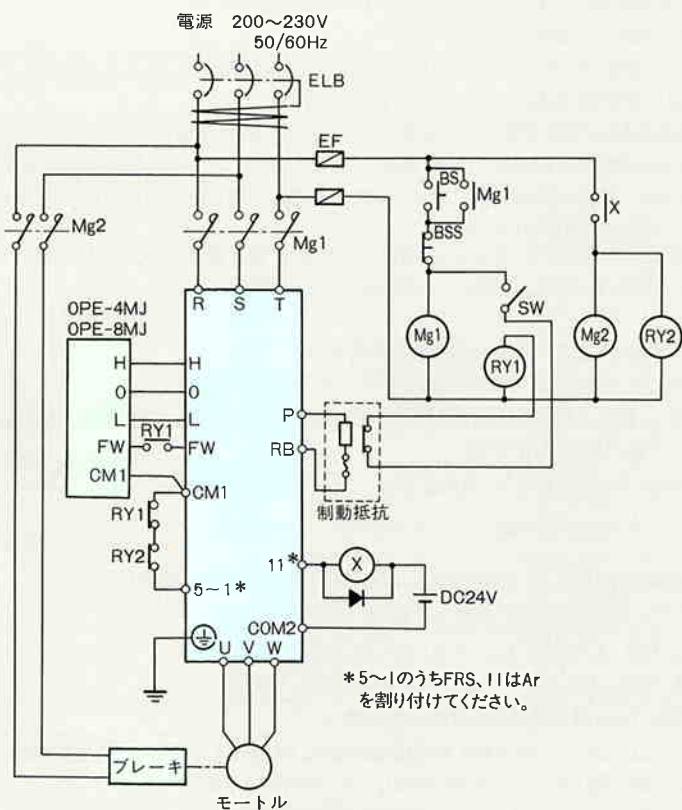 電源 200～230V
50/60Hz
ELB
EF
BS
Mg1
X
BSS
Mg2
Mg1
R S T
SW
OPE-4MJ
OPE-8MJ
Mg1
RY1
Mg2
RY2
H H
O O
L L
P
RY1
FW FW
RB
CM1
CM1
制動抵抗
RY1
RY2
11*
X
5～1*
DC24V
COM2
U V W
*5～1のうちFRS、11はAr
を割り付けてください。
ブレーキ
モートル